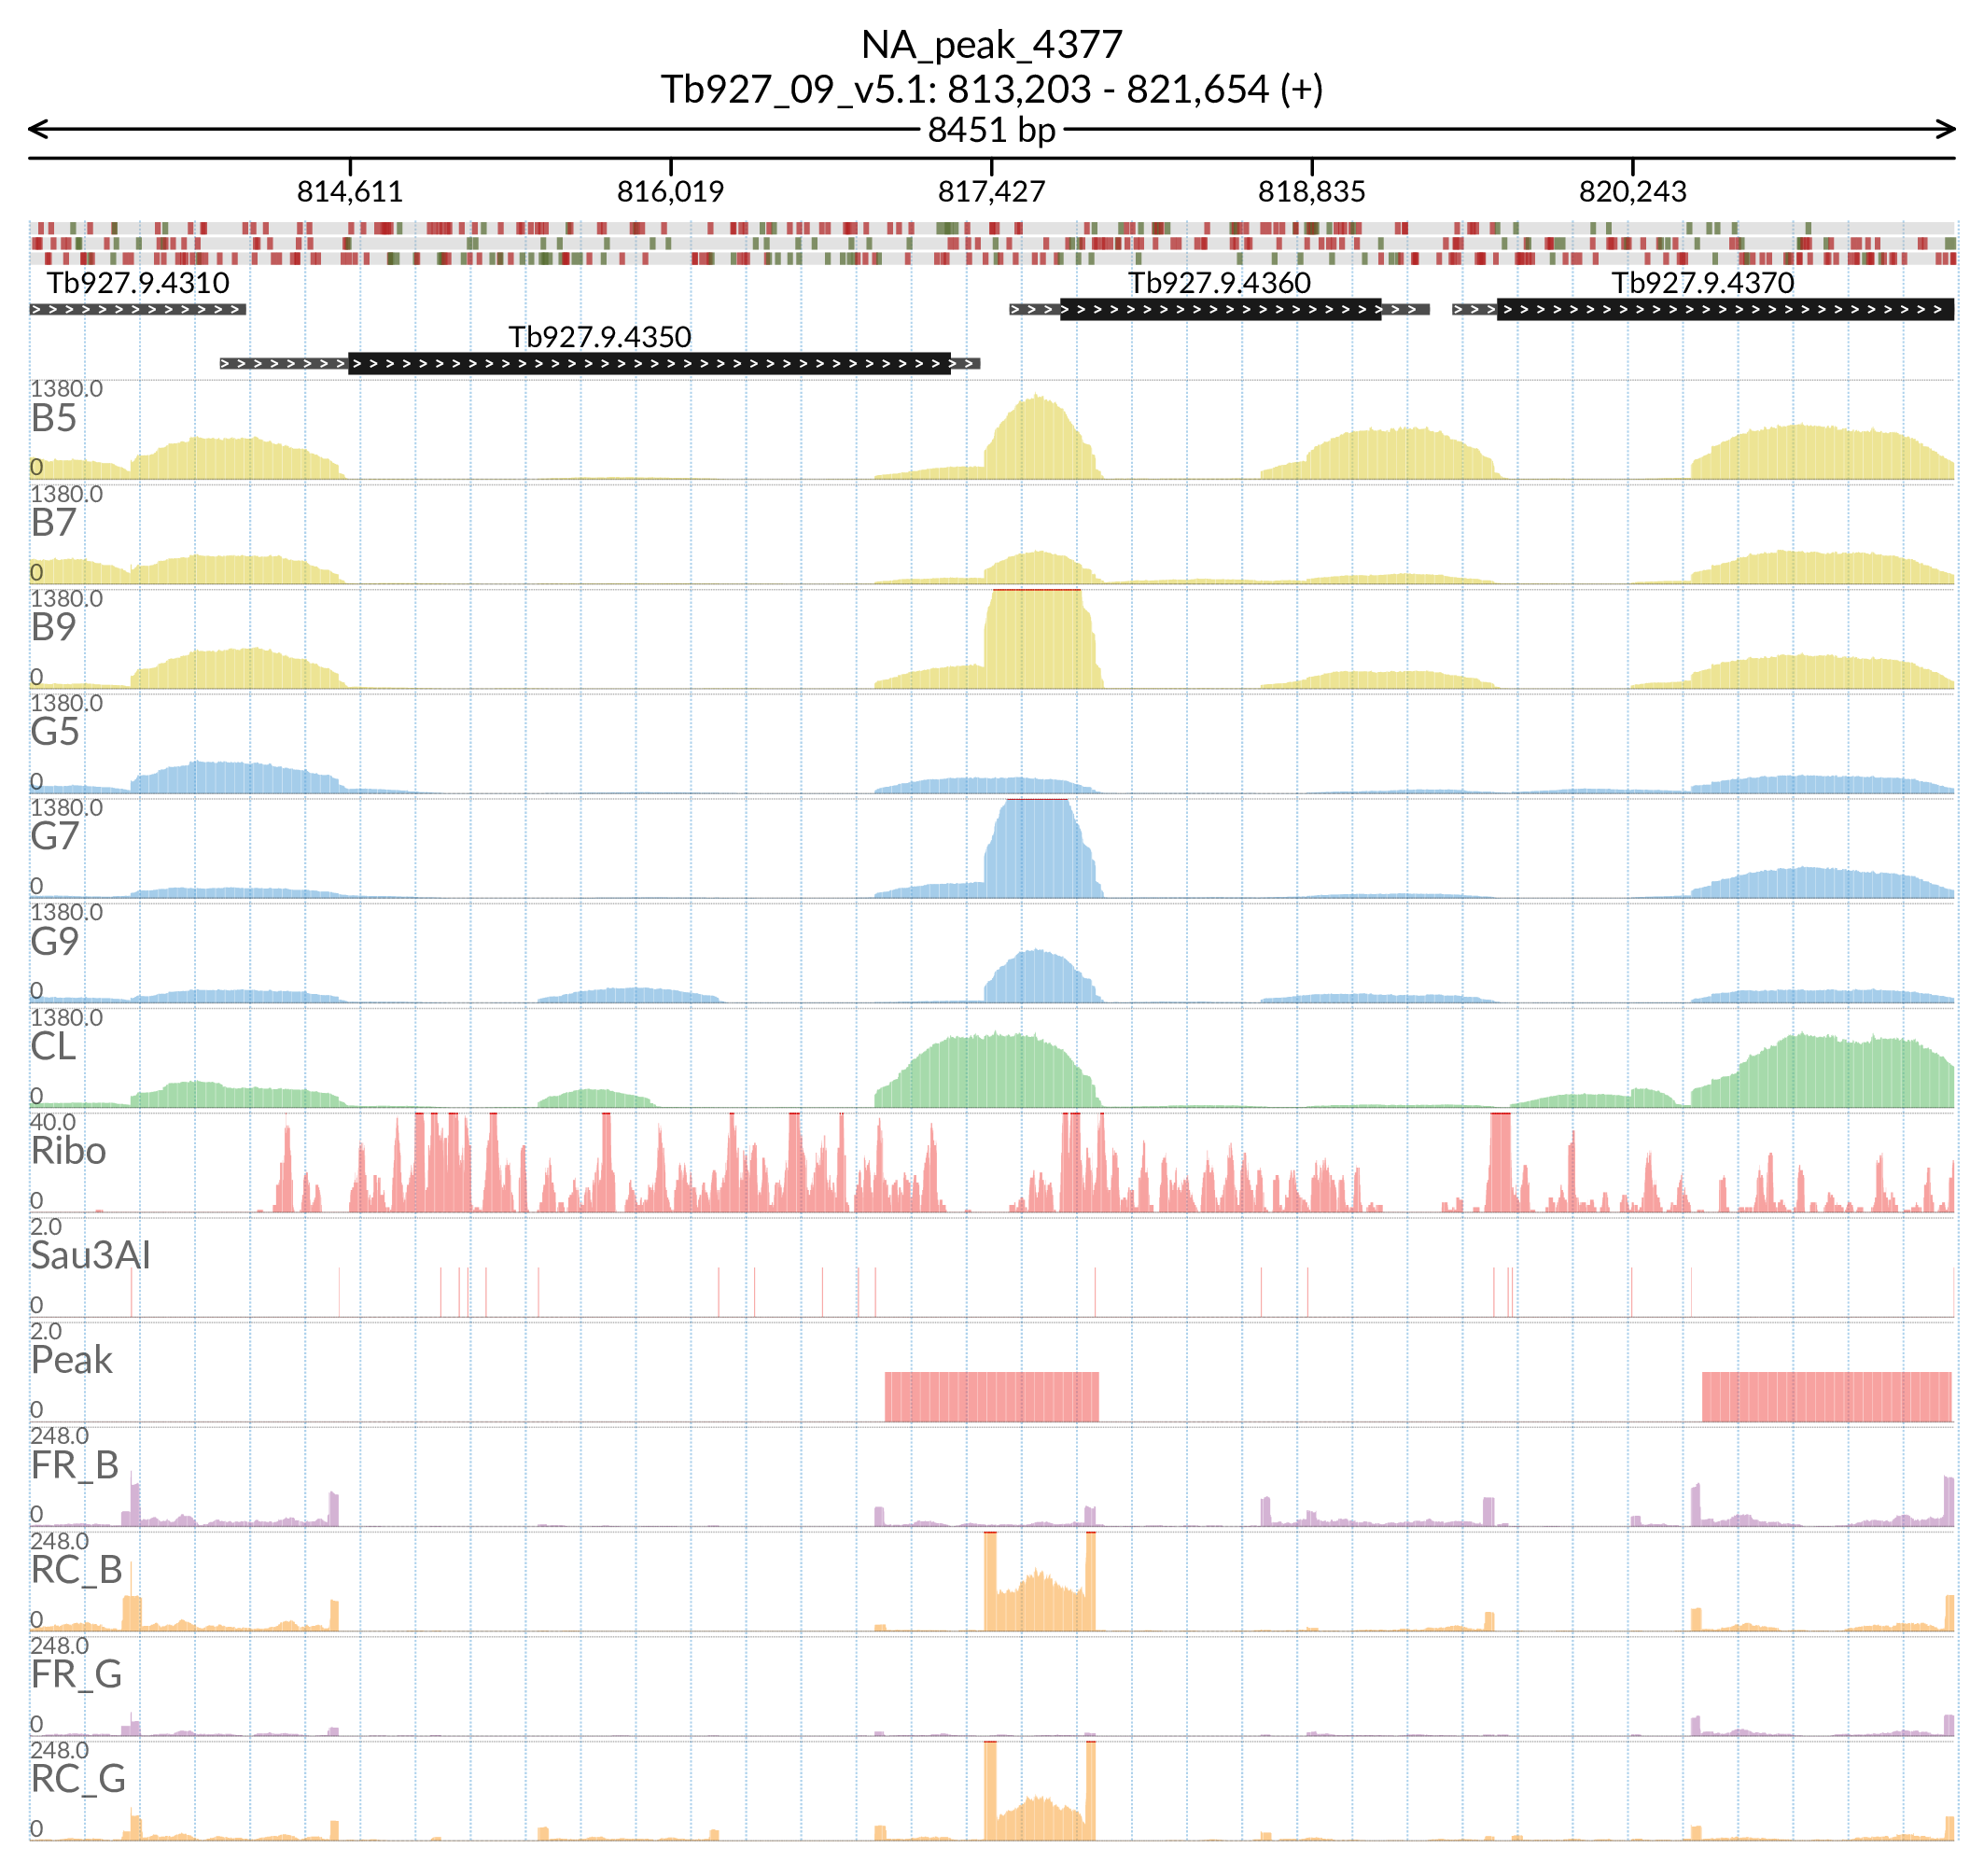 NA_peak_4377
Tb927_09_v5.1: 813,203 - 821,654 (+)
8451 bp
814,611 816,019 817,427 818,835 820,243
Tb927.9.4310 Tb927.9.4360 Tb927.9.4370
Tb927.9.4350
1380.0
B5
0
1380.0
B7
0
1380.0
B9
0
1380.0
G5
0
1380.0
G7
0
1380.0
G9
0
1380.0
CL
0
40.0
Ribo
0
2.0
Sau3AI
0
2.0
Peak
0
248.0
FR_B
0
248.0
RC_B
0
248.0
FR_G
0
248.0
RC_G
0